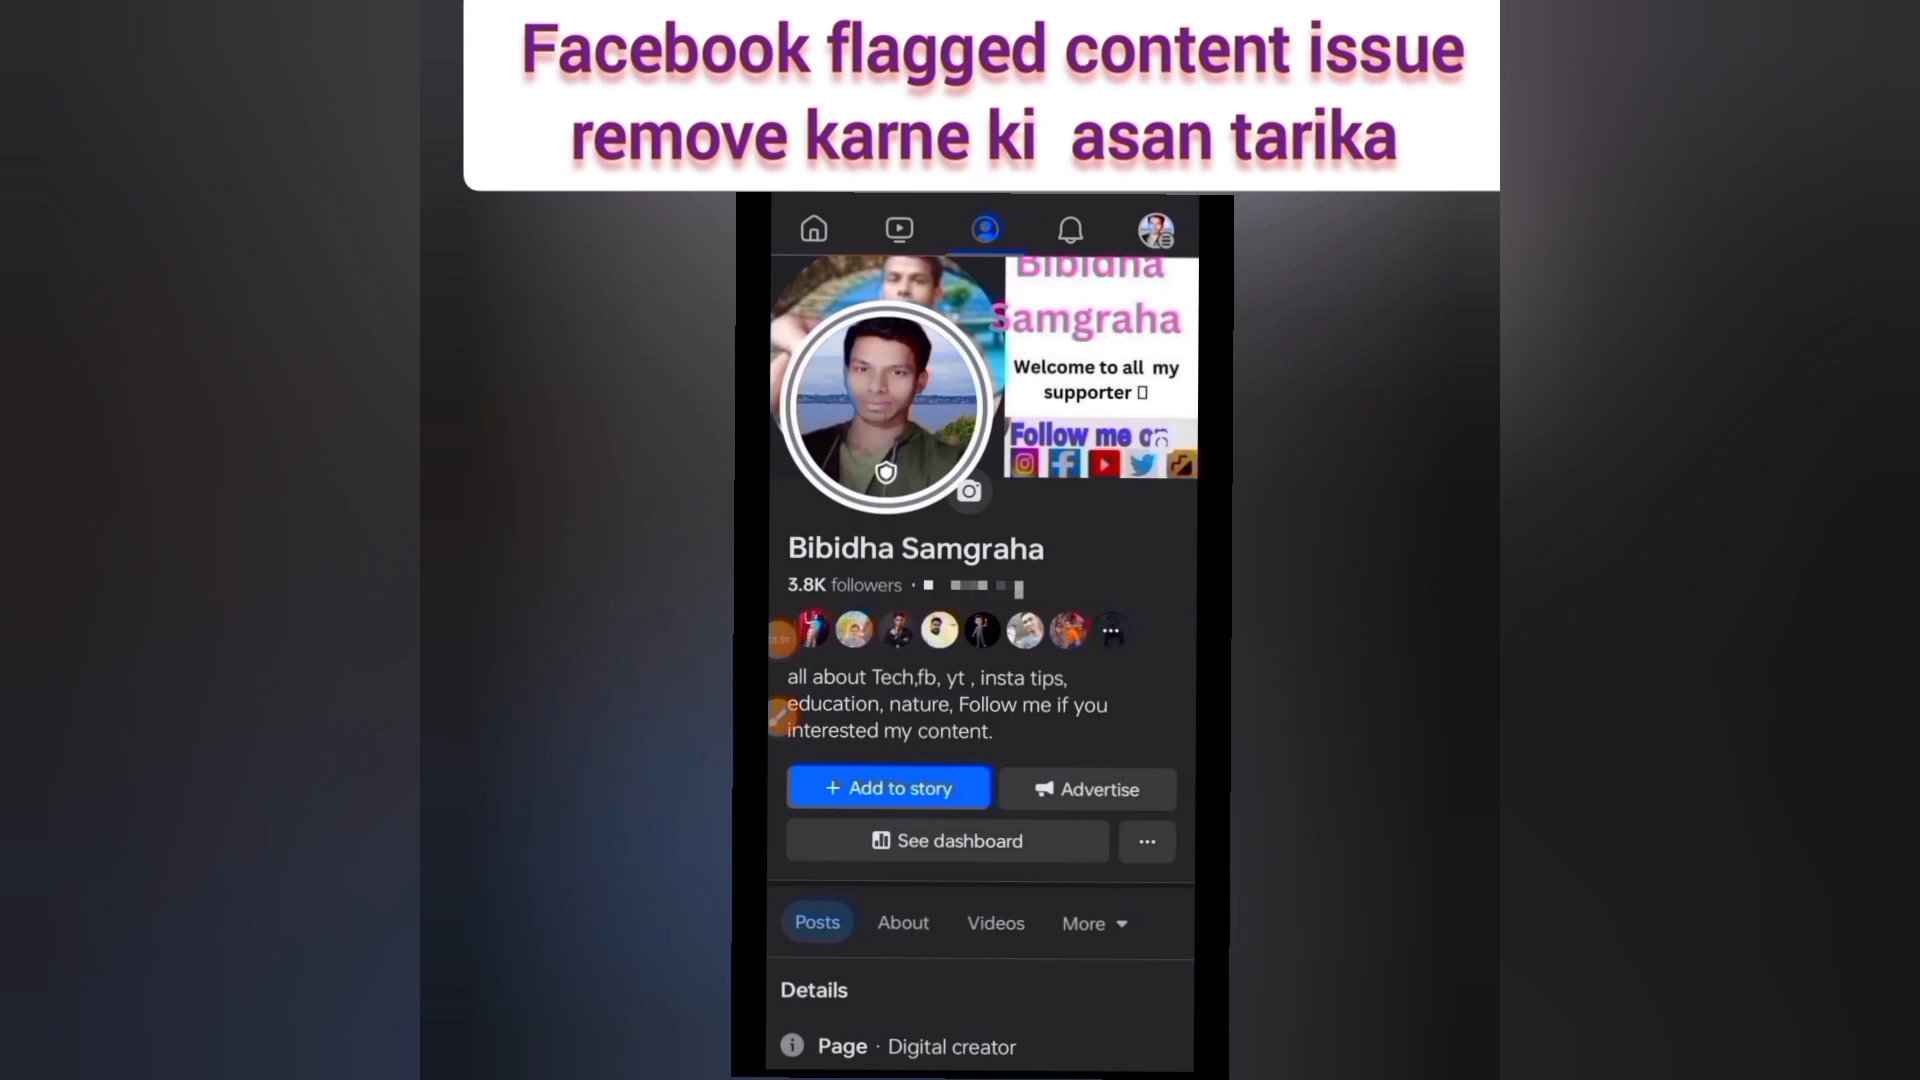 Facebook flagged content issue
remove karne ki asan tarika
Bibidha
Samgraha
Welcome to all my
supporter
Follow me on
Bibidha Samgraha
3.8K followers ·
all about Tech,fb, yt , insta tips,
education, nature, Follow me if you
interested my content.
+ Add to story
Advertise
See dashboard
Posts
About
Videos
More
Details
Page · Digital creator